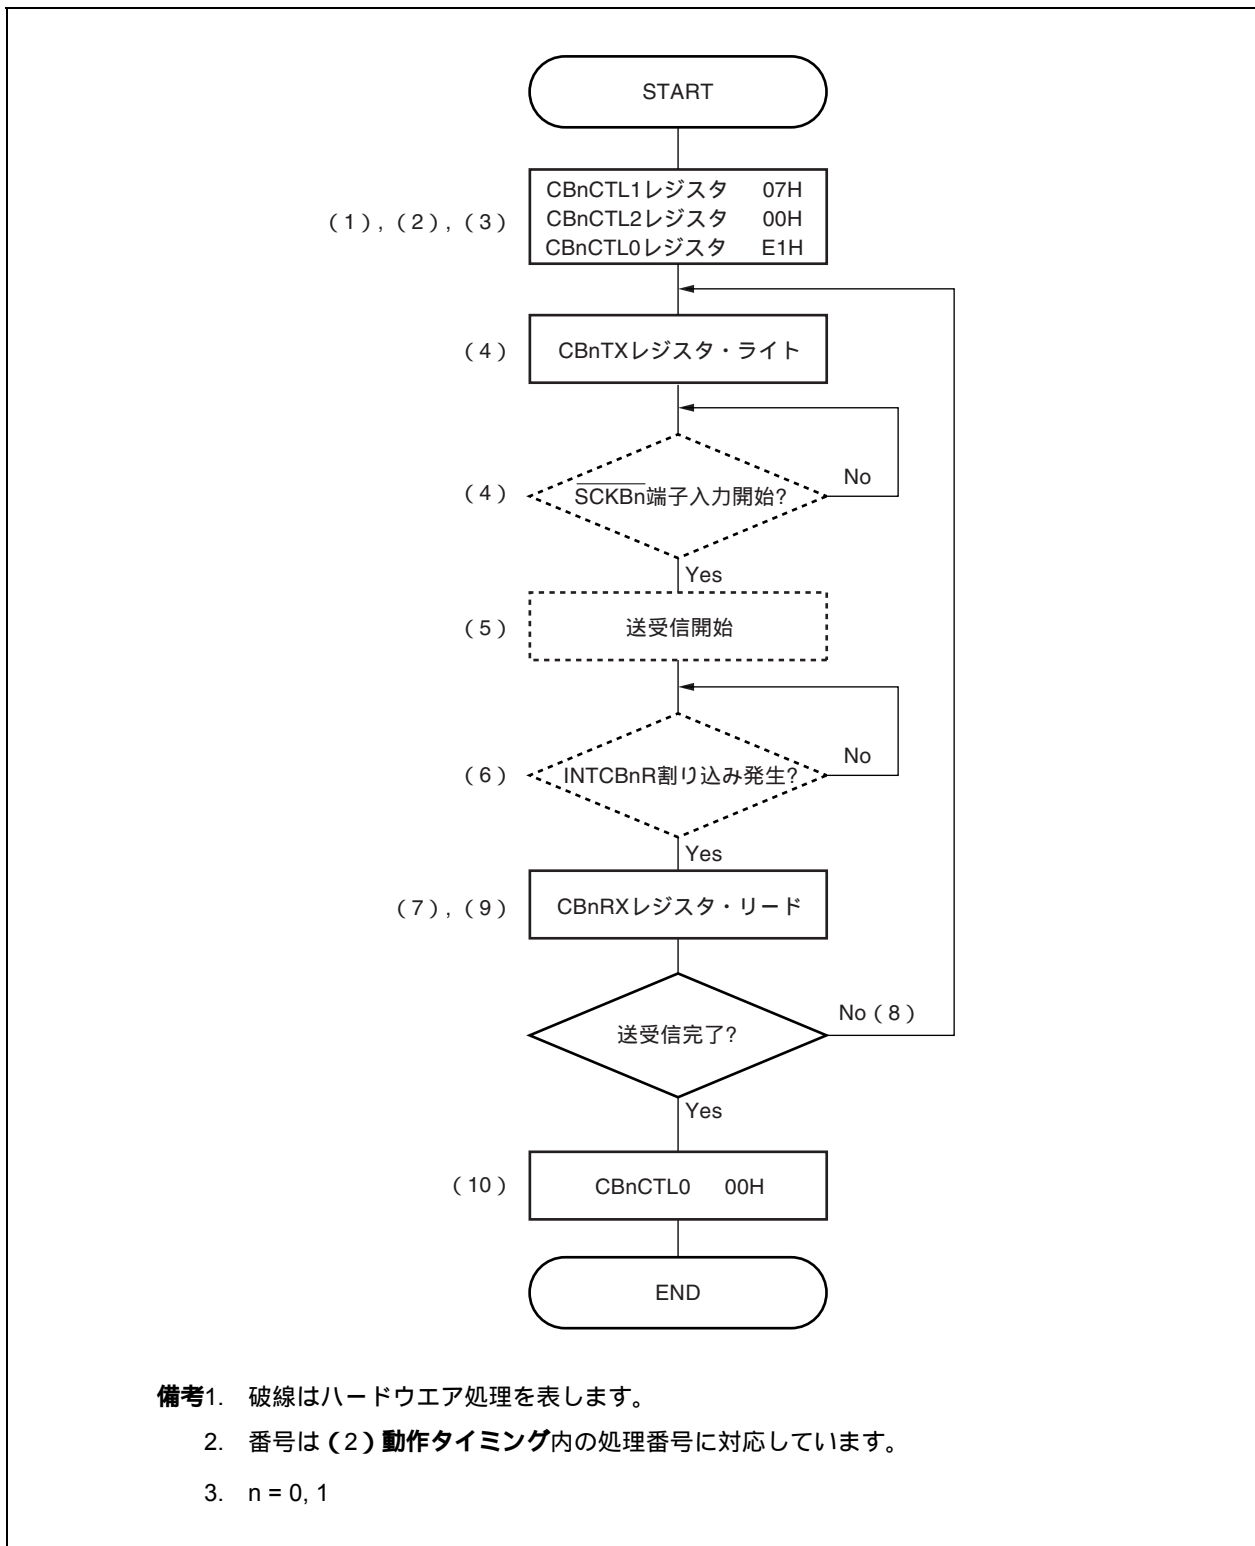 START
(1), (2), (3)
CBnCTL1レジスタ 07H
CBnCTL2レジスタ 00H
CBnCTL0レジスタ E1H
(4)
CBnTXレジスタ・ライト
(4)
SCKBn端子入力開始?
No
Yes
(5)
送受信開始
(6)
INTCBnR割り込み発生?
No
Yes
(7), (9)
CBnRXレジスタ・リード
送受信完了?
No(8)
Yes
(10)
CBnCTL0 00H
END
備考1. 破線はハードウエア処理を表します。
2. 番号は(2)動作タイミング内の処理番号に対応しています。
3. n = 0, 1